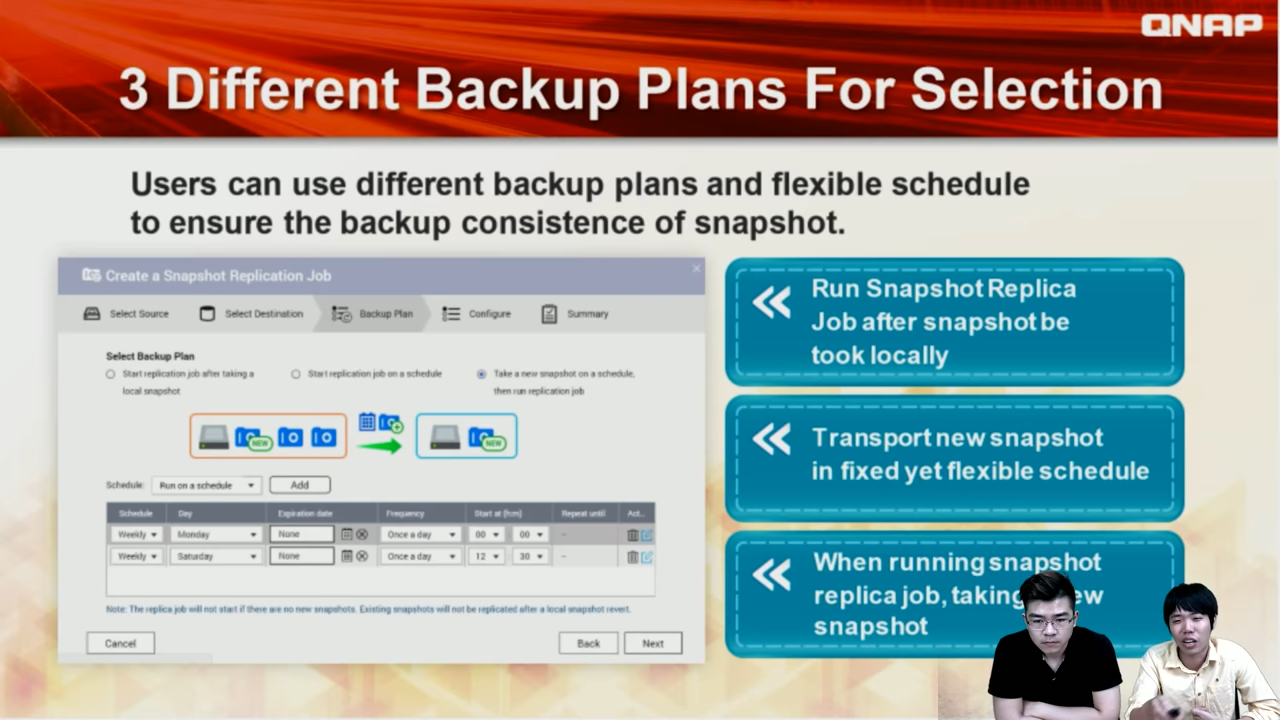 QNAP
3 Different Backup Plans For Selection
Users can use different backup plans and flexible schedule
to ensure the backup consistence of snapshot.
Create a Snapshot Replication Job
Select Source
Select Destination
Backup Plan
Configure
Summary
Select Backup Plan
Start replication job after taking a
local snapshot
Start replication job on a schedule
Take a new snapshot on a schedule,
then run replication job
NEW
NEW
Schedule: Run on a schedule Add
Schedule Day Expiration date Frequency Start at (h:m) Repeat until Act...
Weekly Monday None Once a day 00 00 --
Weekly Saturday None Once a day 12 30 --
Note: The replica job will not start if there are no new snapshots. Existing snapshots will not be replicated after a local snapshot revert.
Cancel Back Next
Run Snapshot Replica
Job after snapshot be
took locally
Transport new snapshot
in fixed yet flexible schedule
When running snapshot
replica job, taking
snapshot